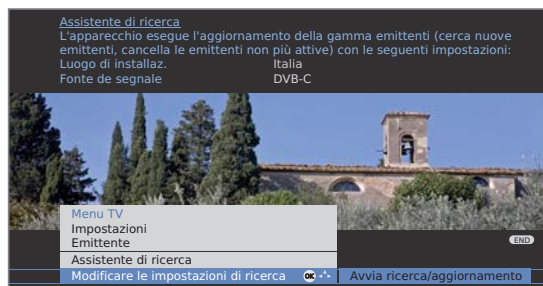 Assistente di ricerca
L'apparecchio esegue l'aggiornamento della gamma emittenti (cerca nuove
emittenti, cancella le emittenti non più attive) con le seguenti impostazioni:
Luogo di installaz. Italia
Fonte de segnale DVB-C
Menu TV
Impostazioni
Emittente
END
Assistente di ricerca
Modificare le impostazioni di ricerca OK Avvia ricerca/aggiornamento